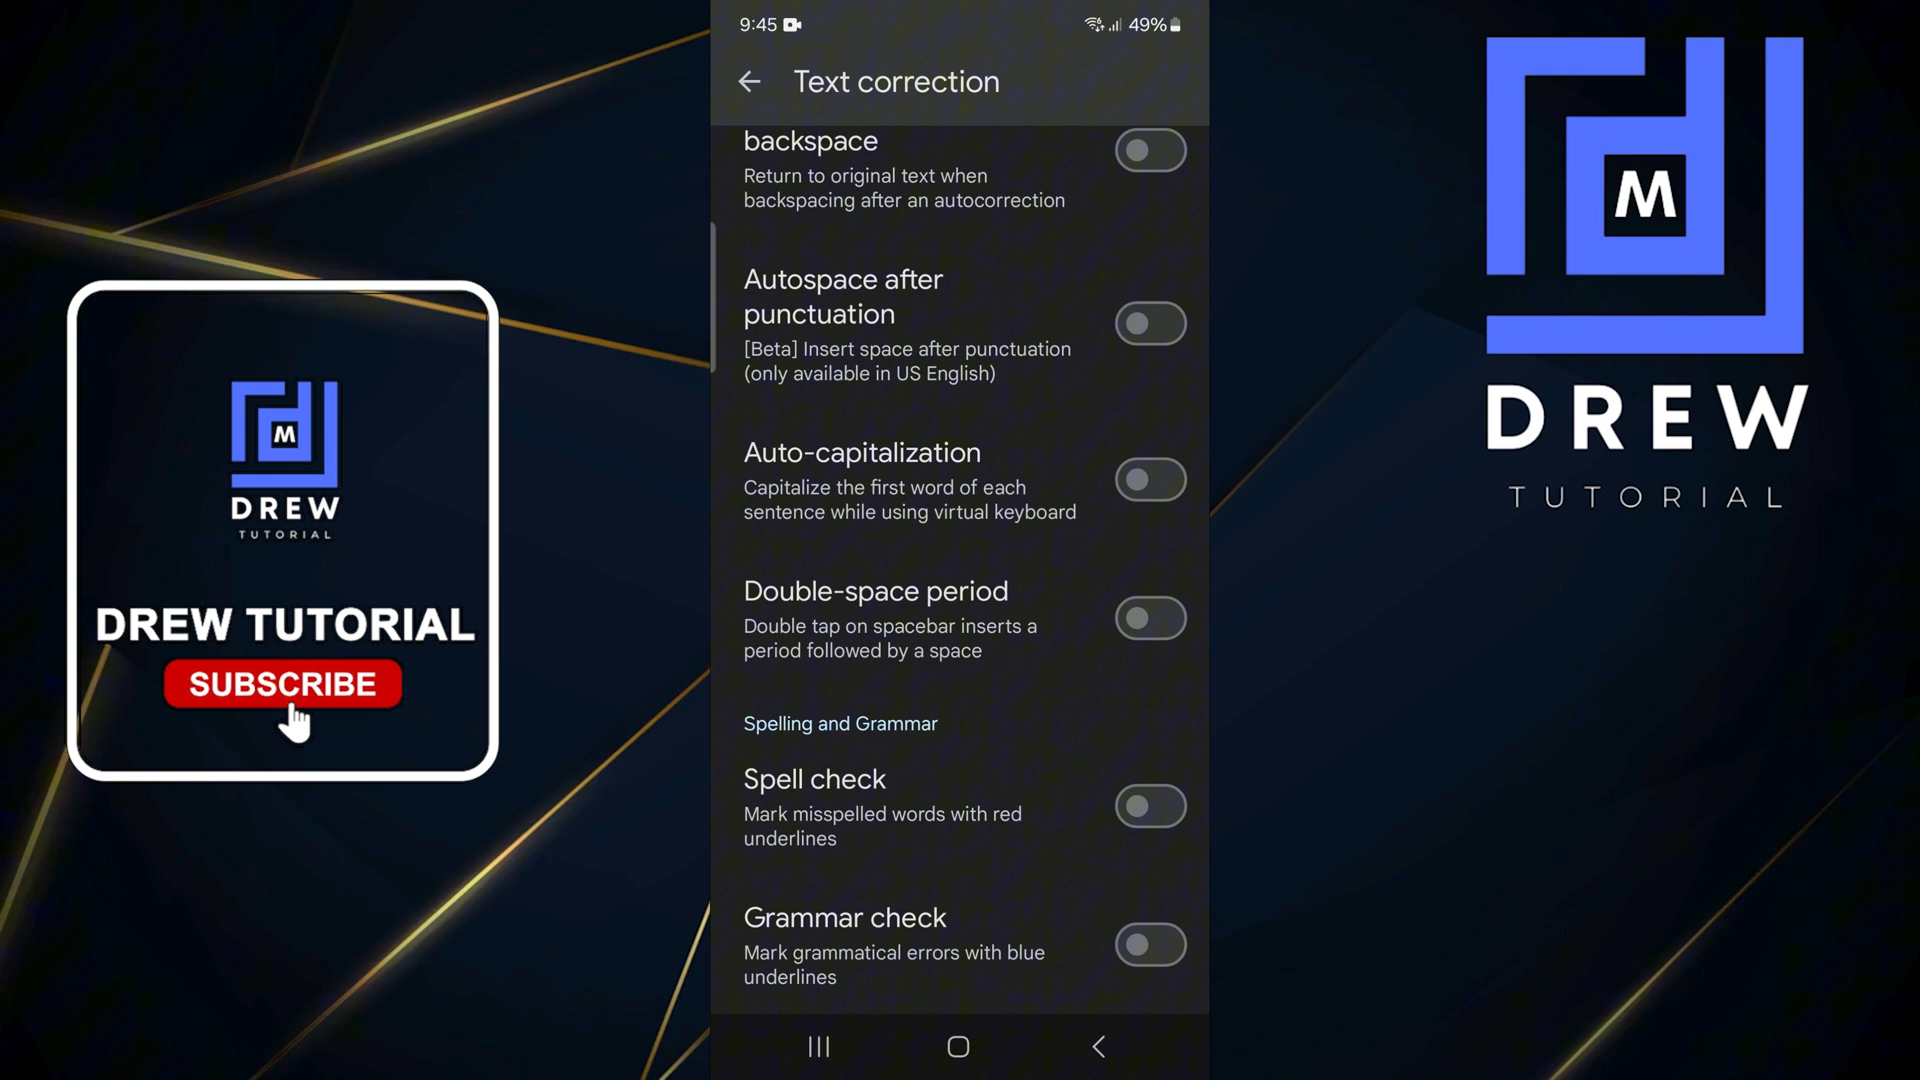 9:45
49%
Text correction
backspace
Return to original text when
backspacing after an autocorrection
Autospace after
punctuation
[Beta] Insert space after punctuation
(only available in US English)
Auto-capitalization
Capitalize the first word of each
sentence while using virtual keyboard
Double-space period
Double tap on spacebar inserts a
period followed by a space
Spelling and Grammar
Spell check
Mark misspelled words with red
underlines
Grammar check
Mark grammatical errors with blue
underlines
M
DREW
TUTORIAL
DREW TUTORIAL
SUBSCRIBE
M
DREW
TUTORIAL